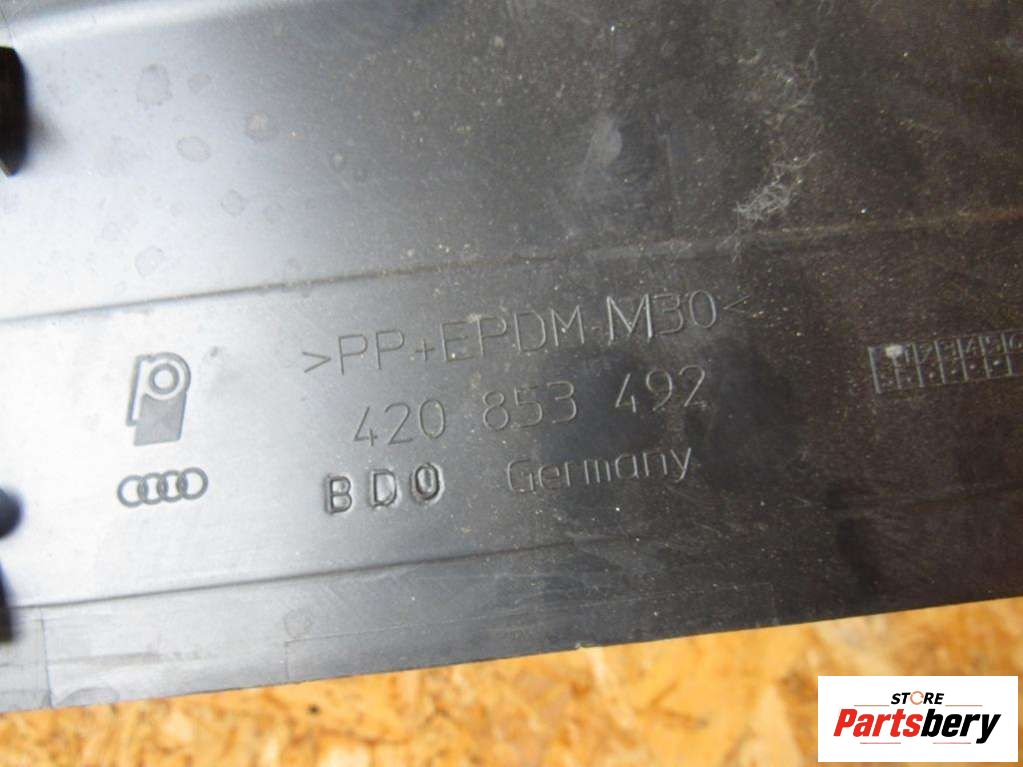 >PP+EPDM-M30<
420 853 492
BDO Germany
STORE
Partsbery